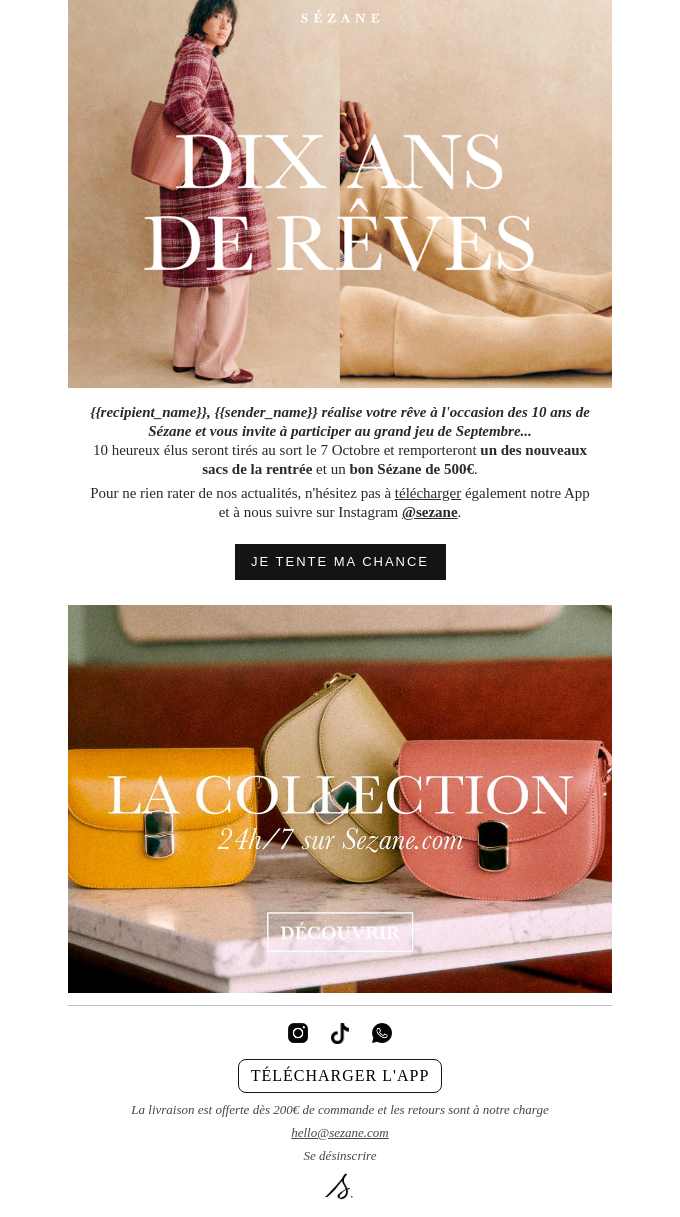 SÉZANE
DIX ANS
DE RÊVES
{{recipient_name}}, {{sender_name}} réalise votre rêve à l'occasion des 10 ans de
Sézane et vous invite à participer au grand jeu de Septembre...
10 heureux élus seront tirés au sort le 7 Octobre et remporteront un des nouveaux
sacs de la rentrée et un bon Sézane de 500€.
Pour ne rien rater de nos actualités, n'hésitez pas à télécharger également notre App
et à nous suivre sur Instagram @sezane.
JE TENTE MA CHANCE
LA COLLECTION
24h/7 sur Sezane.com
DÉCOUVRIR
TÉLÉCHARGER L'APP
La livraison est offerte dès 200€ de commande et les retours sont à notre charge
hello@sezane.com
Se désinscrire
S.